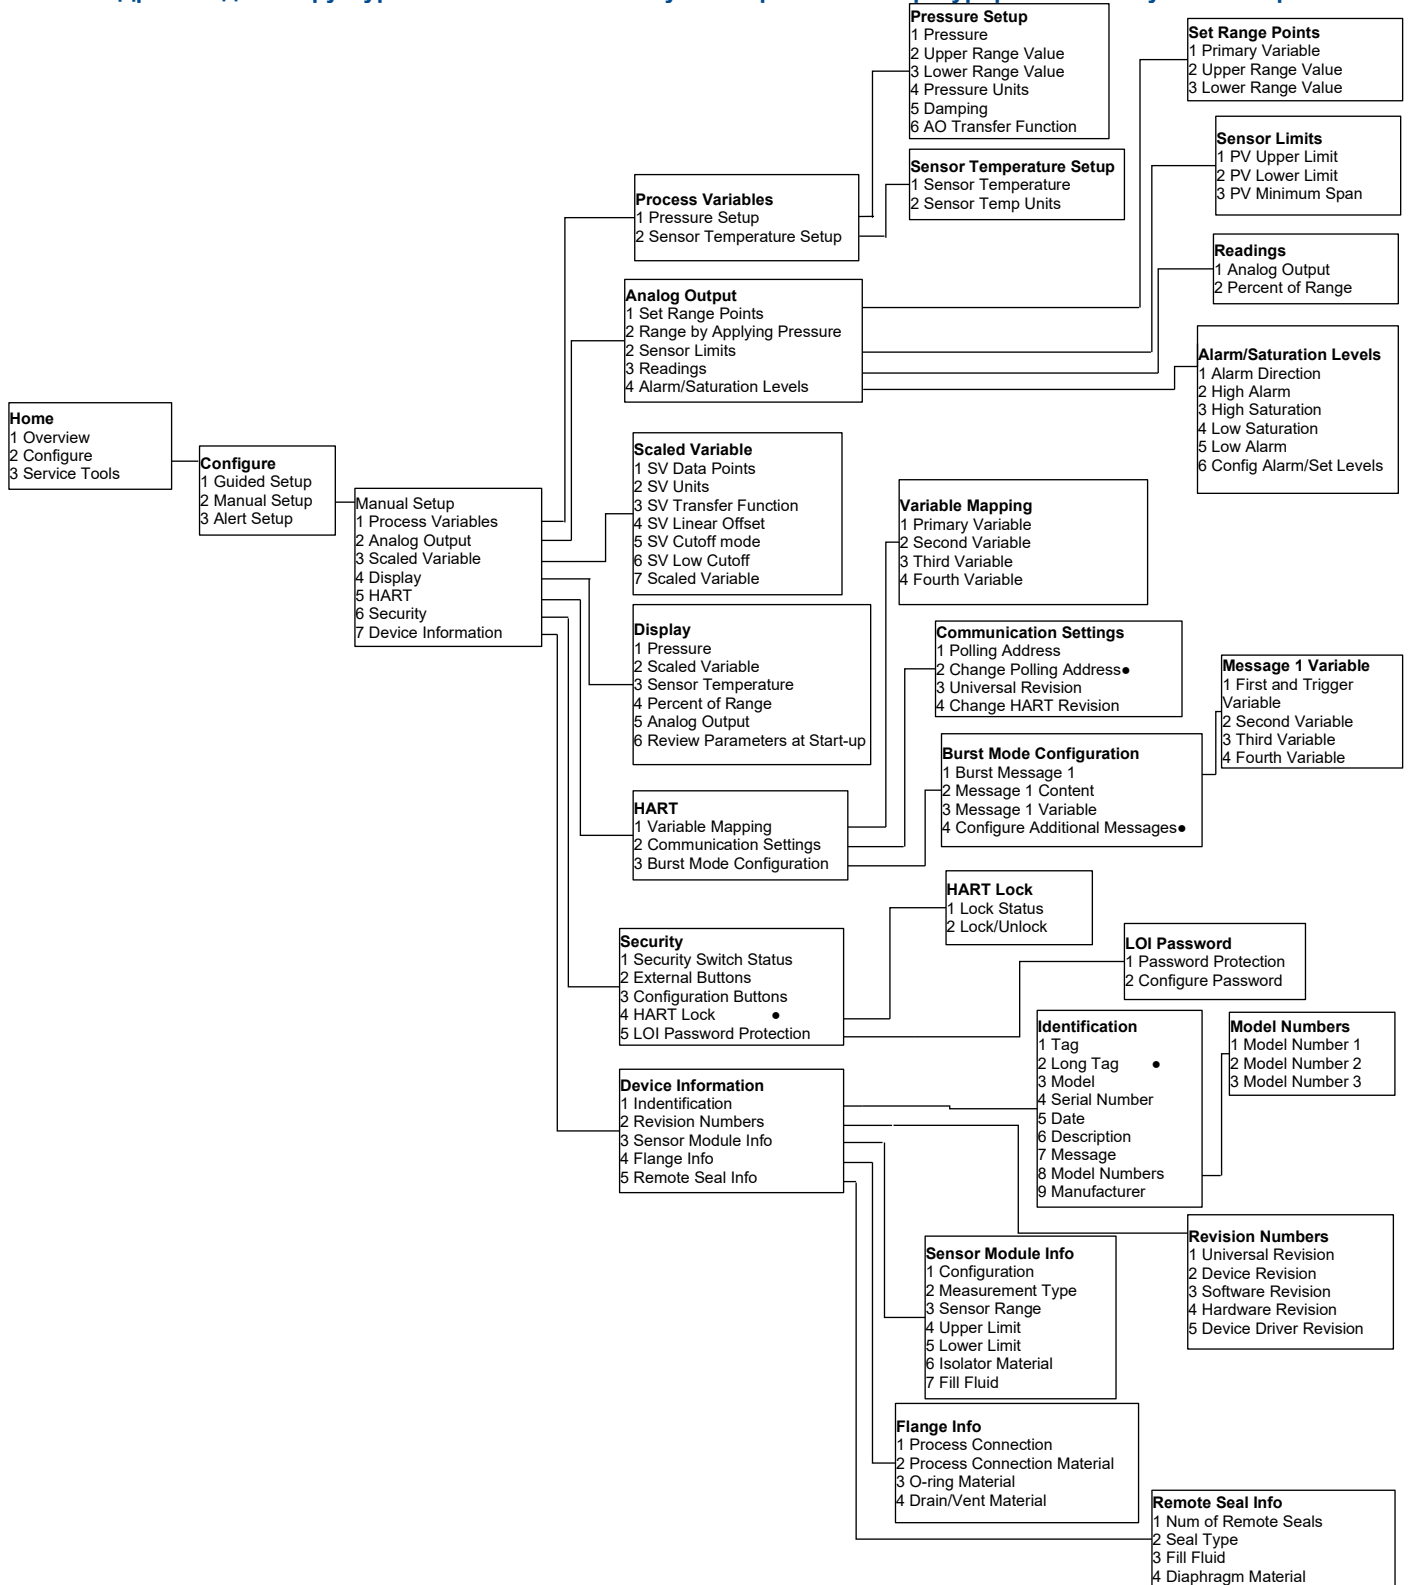 Home
1 Overview
2 Configure
3 Service Tools
Configure
1 Guided Setup
2 Manual Setup
3 Alert Setup
Manual Setup
1 Process Variables
2 Analog Output
3 Scaled Variable
4 Display
5 HART
6 Security
7 Device Information
Process Variables
1 Pressure Setup
2 Sensor Temperature Setup
Analog Output
1 Set Range Points
2 Range by Applying Pressure
2 Sensor Limits
3 Readings
4 Alarm/Saturation Levels
Scaled Variable
1 SV Data Points
2 SV Units
3 SV Transfer Function
4 SV Linear Offset
5 SV Cutoff mode
6 SV Low Cutoff
7 Scaled Variable
Display
1 Pressure
2 Scaled Variable
3 Sensor Temperature
4 Percent of Range
5 Analog Output
6 Review Parameters at Start-up
HART
1 Variable Mapping
2 Communication Settings
3 Burst Mode Configuration
Security
1 Security Switch Status
2 External Buttons
3 Configuration Buttons
4 HART Lock ●
5 LOI Password Protection
Device Information
1 Indentification
2 Revision Numbers
3 Sensor Module Info
4 Flange Info
5 Remote Seal Info
Pressure Setup
1 Pressure
2 Upper Range Value
3 Lower Range Value
4 Pressure Units
5 Damping
6 AO Transfer Function
Sensor Temperature Setup
1 Sensor Temperature
2 Sensor Temp Units
Set Range Points
1 Primary Variable
2 Upper Range Value
3 Lower Range Value
Sensor Limits
1 PV Upper Limit
2 PV Lower Limit
3 PV Minimum Span
Readings
1 Analog Output
2 Percent of Range
Alarm/Saturation Levels
1 Alarm Direction
2 High Alarm
3 High Saturation
4 Low Saturation
5 Low Alarm
6 Config Alarm/Set Levels
Variable Mapping
1 Primary Variable
2 Second Variable
3 Third Variable
4 Fourth Variable
Communication Settings
1 Polling Address
2 Change Polling Address●
3 Universal Revision
4 Change HART Revision
Burst Mode Configuration
1 Burst Message 1
2 Message 1 Content
3 Message 1 Variable
4 Configure Additional Messages●
Message 1 Variable
1 First and Trigger
Variable
2 Second Variable
3 Third Variable
4 Fourth Variable
HART Lock
1 Lock Status
2 Lock/Unlock
LOI Password
1 Password Protection
2 Configure Password
Identification
1 Tag
2 Long Tag ●
3 Model
4 Serial Number
5 Date
6 Description
7 Message
8 Model Numbers
9 Manufacturer
Model Numbers
1 Model Number 1
2 Model Number 2
3 Model Number 3
Revision Numbers
1 Universal Revision
2 Device Revision
3 Software Revision
4 Hardware Revision
5 Device Driver Revision
Sensor Module Info
1 Configuration
2 Measurement Type
3 Sensor Range
4 Upper Limit
5 Lower Limit
6 Isolator Material
7 Fill Fluid
Flange Info
1 Process Connection
2 Process Connection Material
3 O-ring Material
4 Drain/Vent Material
Remote Seal Info
1 Num of Remote Seals
2 Seal Type
3 Fill Fluid
4 Diaphragm Material